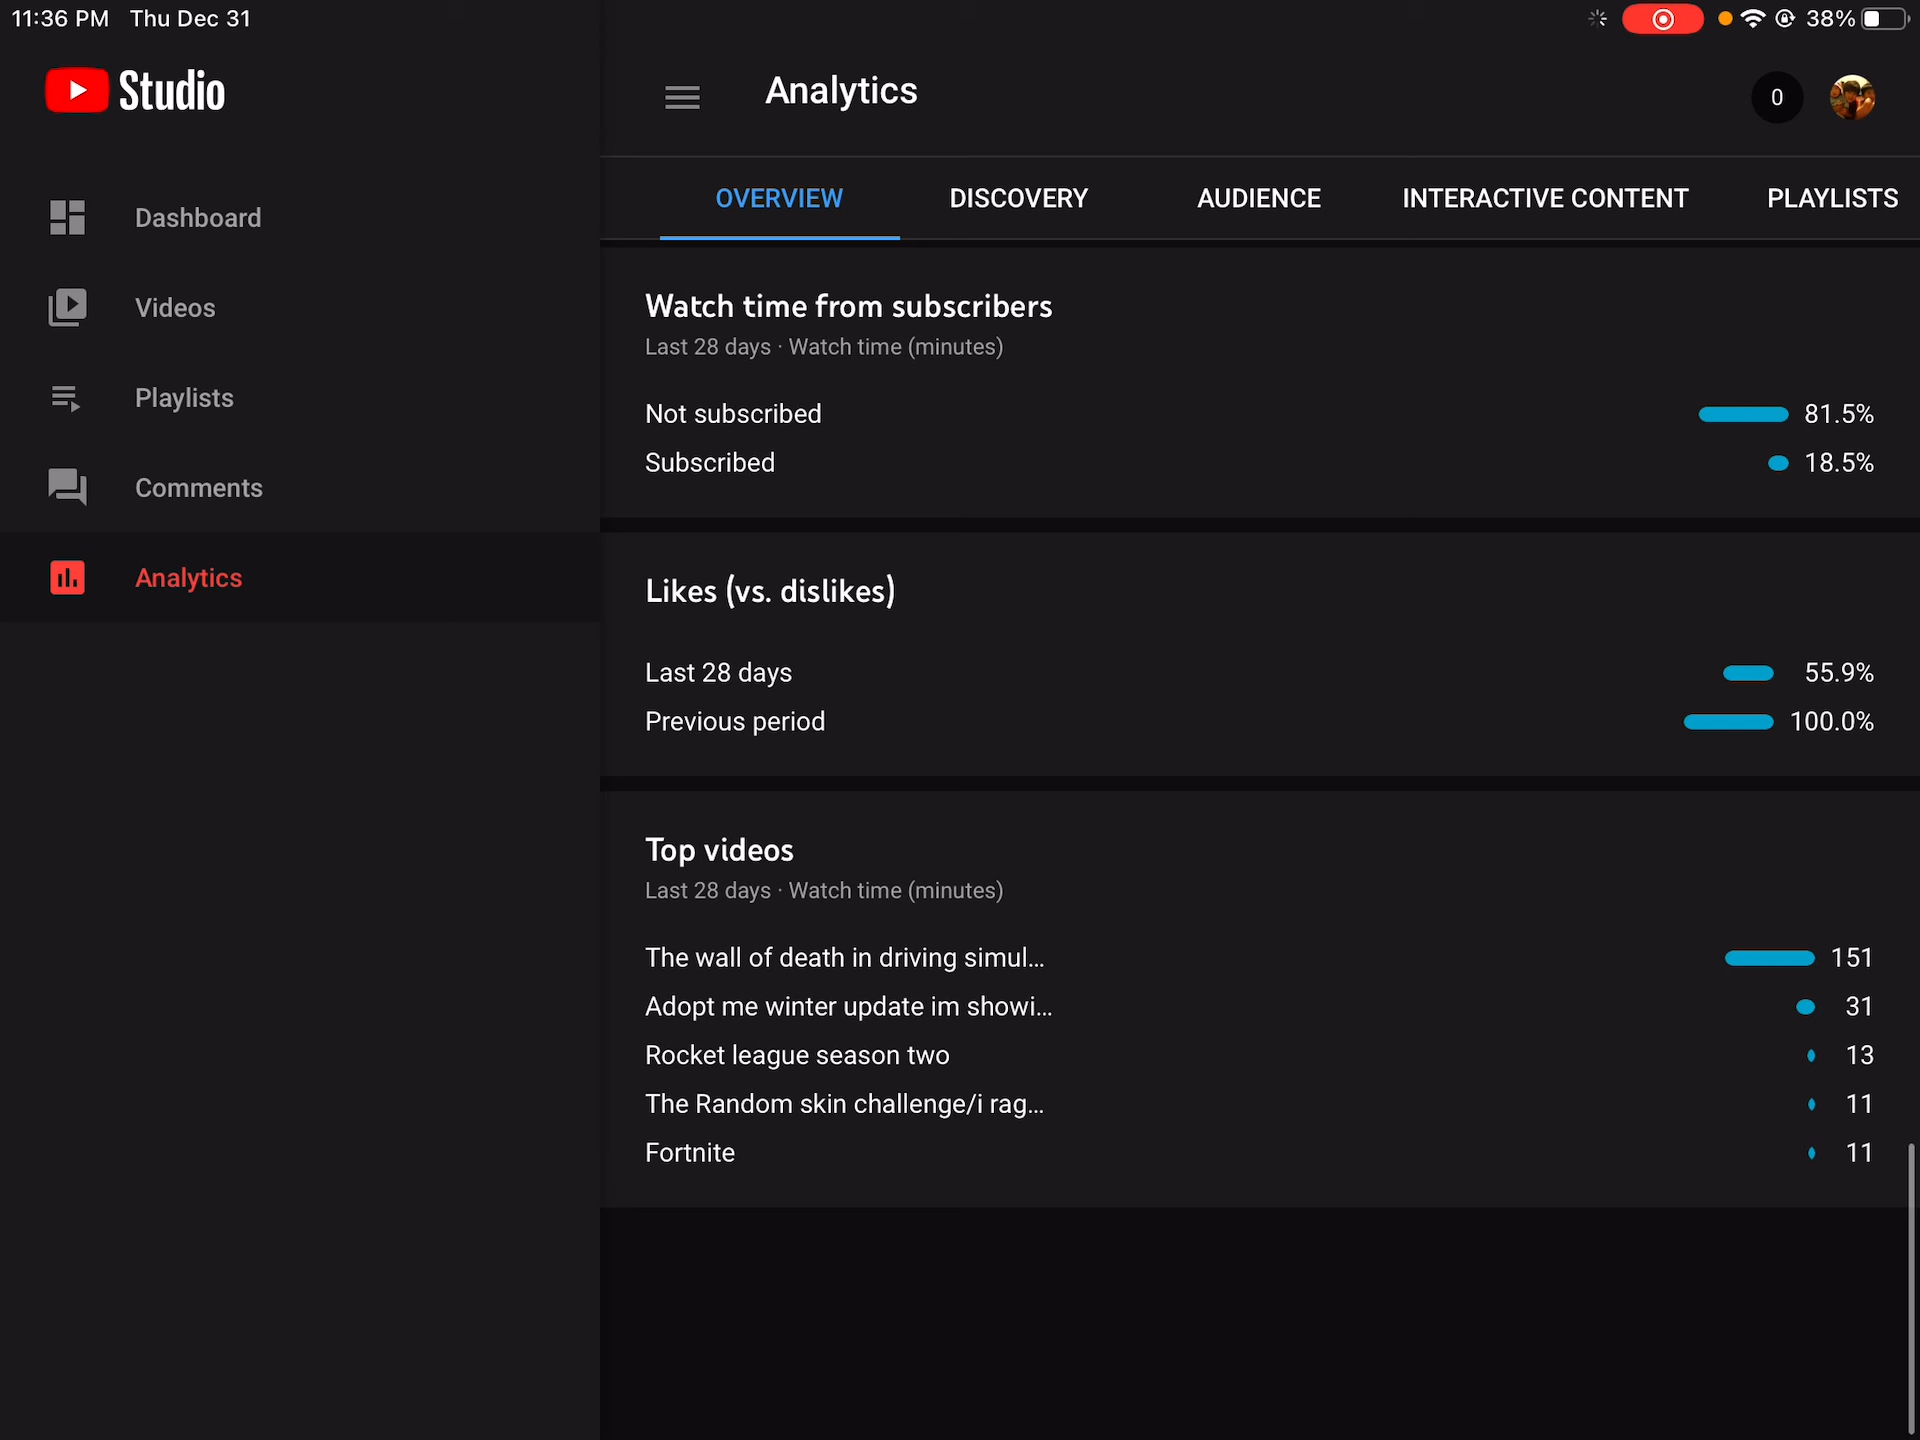 11:36 PM Thu Dec 31
38%
Studio
Analytics
0
Dashboard
Videos
Playlists
Comments
Analytics
OVERVIEW DISCOVERY AUDIENCE INTERACTIVE CONTENT PLAYLISTS
Watch time from subscribers
Last 28 days · Watch time (minutes)
Not subscribed 81.5%
Subscribed 18.5%
Likes (vs. dislikes)
Last 28 days 55.9%
Previous period 100.0%
Top videos
Last 28 days · Watch time (minutes)
The wall of death in driving simul... 151
Adopt me winter update im showi... 31
Rocket league season two 13
The Random skin challenge/i rag... 11
Fortnite 11